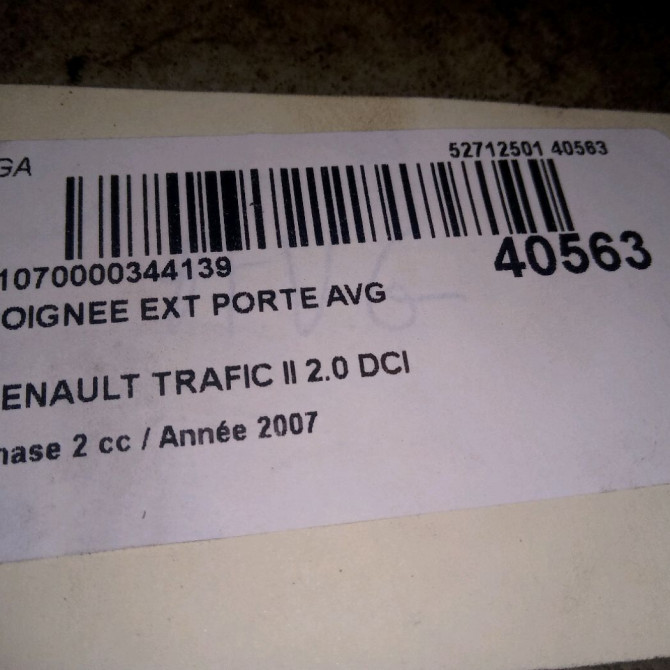 GA
52712501 40563
1070000344139
40563
OIGNEE EXT PORTE AVG
ENAULT TRAFIC II 2.0 DCI
hase 2 cc / Année 2007